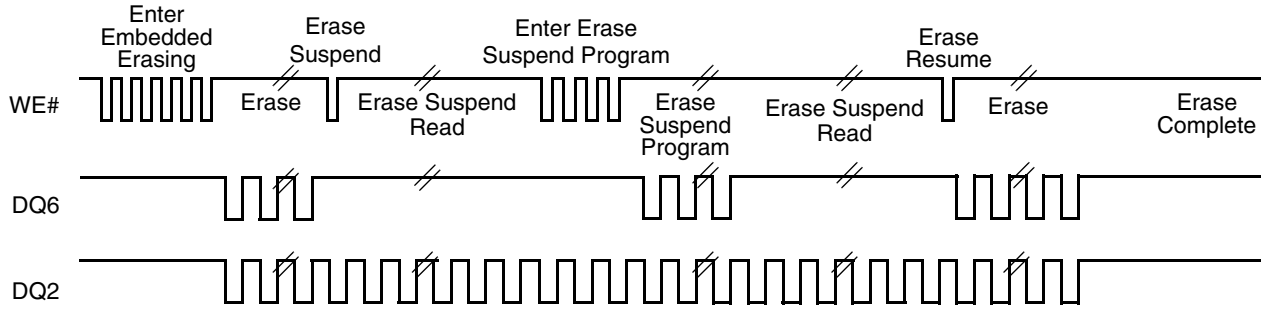 Enter
Embedded
Erasing
Erase
Suspend
Enter Erase
Suspend Program
Erase
Resume
WE#
Erase
Erase Suspend
Read
Erase
Suspend
Program
Erase Suspend
Read
Erase
Erase
Complete
DQ6
DQ2